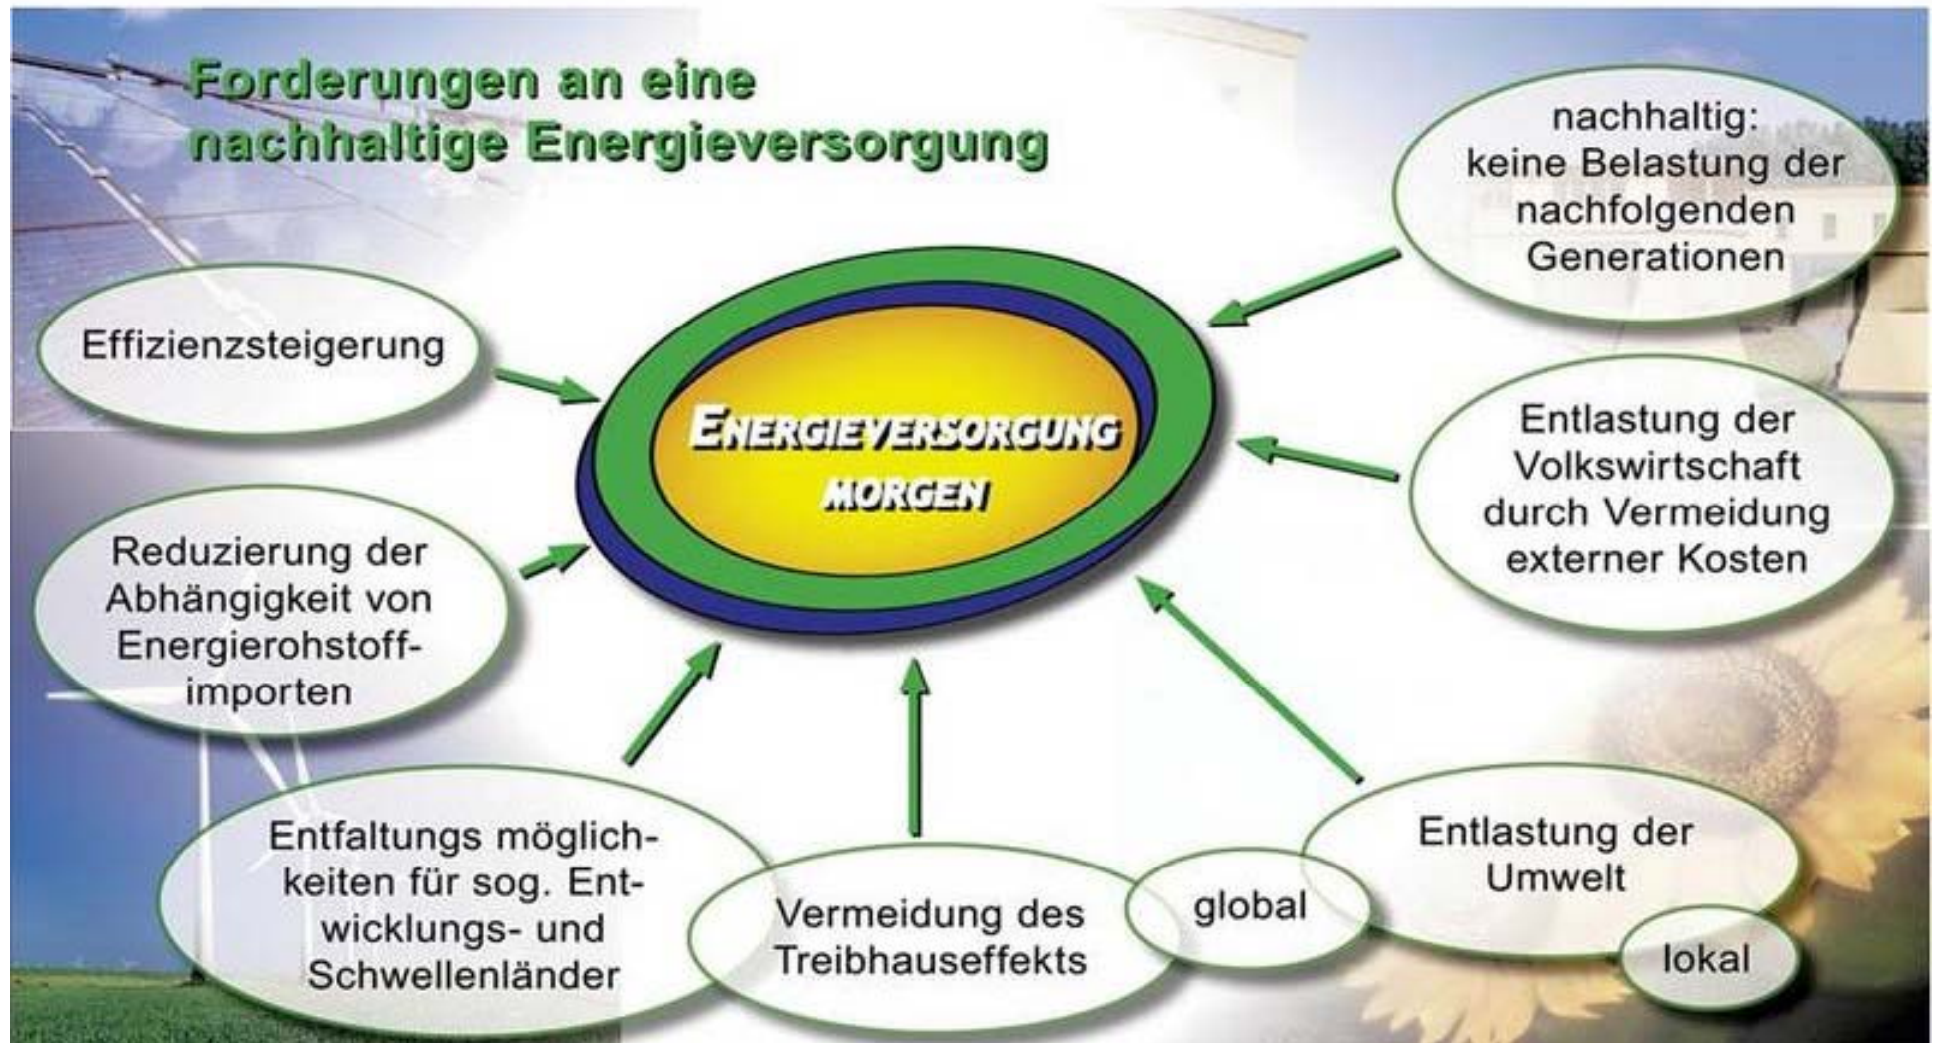 Forderungen an eine
nachhaltige Energieversorgung
nachhaltig:
keine Belastung der
nachfolgenden
Generationen
Effizienzsteigerung
ENERGIEVERSORGUNG
MORGEN
Entlastung der
Volkswirtschaft
durch Vermeidung
externer Kosten
Reduzierung der
Abhängigkeit von
Energierohstoff-
importen
Entfaltungs möglich-
keiten für sog. Ent-
wicklungs- und
Schwellenländer
Vermeidung des
Treibhauseffekts
global
Entlastung der
Umwelt
lokal